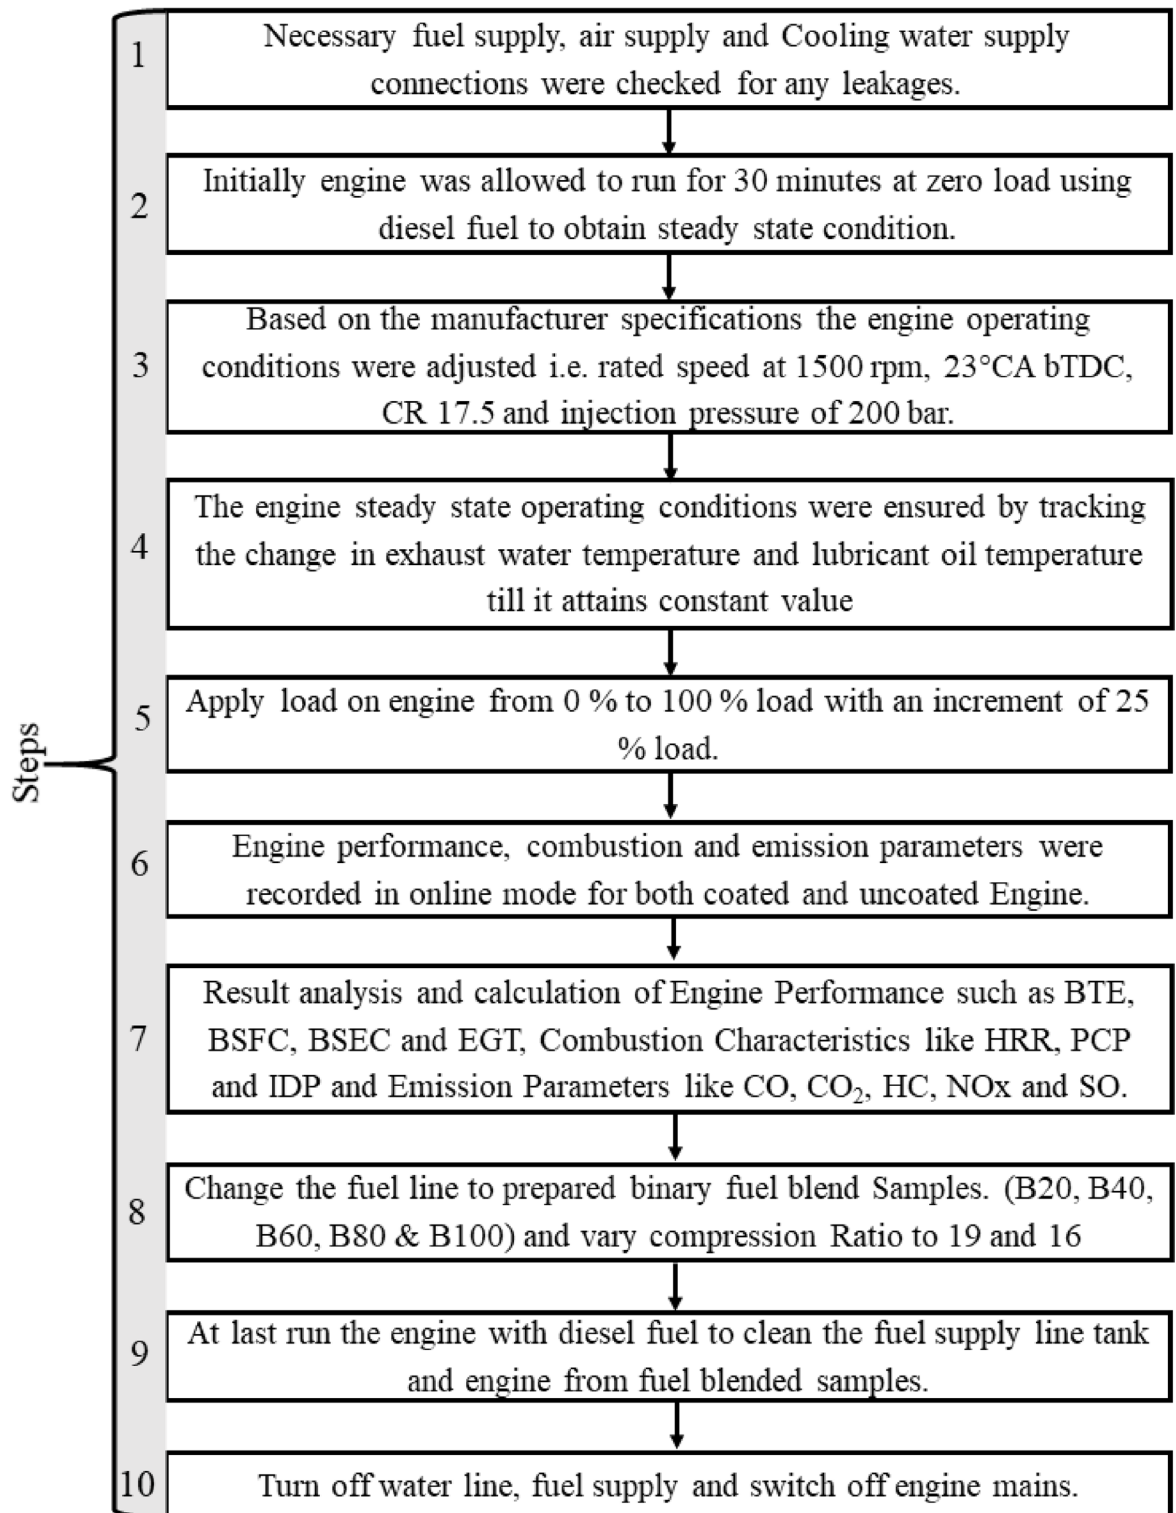 Steps
1
Necessary fuel supply, air supply and Cooling water supply
connections were checked for any leakages.
2
Initially engine was allowed to run for 30 minutes at zero load using
diesel fuel to obtain steady state condition.
3
Based on the manufacturer specifications the engine operating
conditions were adjusted i.e. rated speed at 1500 rpm, 23°CA bTDC,
CR 17.5 and injection pressure of 200 bar.
4
The engine steady state operating conditions were ensured by tracking
the change in exhaust water temperature and lubricant oil temperature
till it attains constant value
5
Apply load on engine from 0 % to 100 % load with an increment of 25
% load.
6
Engine performance, combustion and emission parameters were
recorded in online mode for both coated and uncoated Engine.
7
Result analysis and calculation of Engine Performance such as BTE,
BSFC, BSEC and EGT, Combustion Characteristics like HRR, PCP
and IDP and Emission Parameters like CO, CO₂, HC, NOx and SO.
8
Change the fuel line to prepared binary fuel blend Samples. (B20, B40,
B60, B80 & B100) and vary compression Ratio to 19 and 16
9
At last run the engine with diesel fuel to clean the fuel supply line tank
and engine from fuel blended samples.
10
Turn off water line, fuel supply and switch off engine mains.